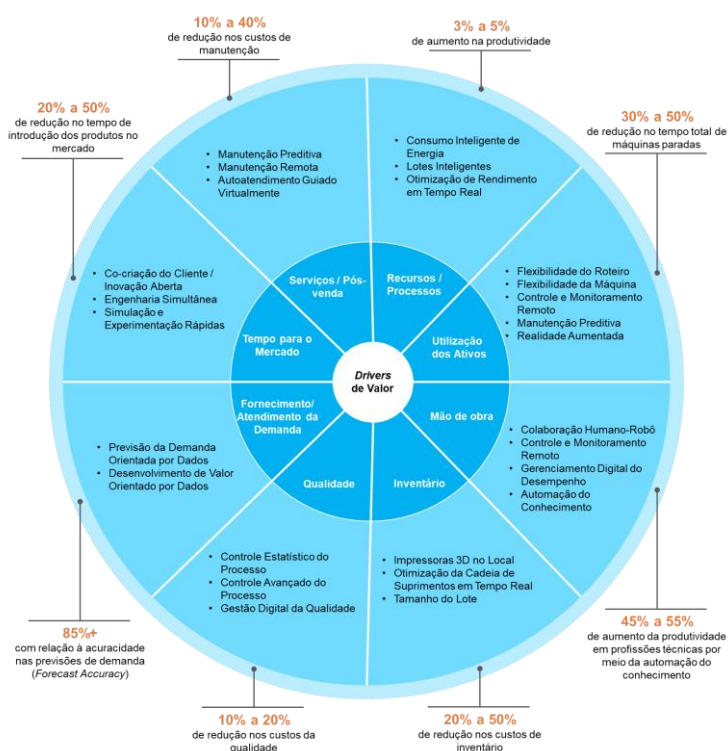 10% a 40%
de redução nos custos de
manutenção
3% a 5%
de aumento na produtividade
20% a 50%
de redução no tempo de
introdução dos produtos no
mercado
30% a 50%
de redução no tempo total de
máquinas paradas
• Manutenção Preditiva
• Manutenção Remota
• Autoatendimento Guiado
Virtualmente
• Consumo Inteligente de
Energia
• Lotes Inteligentes
• Otimização de Rendimento
em Tempo Real
• Co-criação do Cliente /
Inovação Aberta
• Engenharia Simultânea
• Simulação e
Experimentação Rápidas
• Flexibilidade do Roteiro
• Flexibilidade da Máquina
• Controle e Monitoramento
Remoto
• Manutenção Preditiva
• Realidade Aumentada
Serviços / Pós-
venda
Recursos /
Processos
Tempo para o
Mercado
Utilização
dos Ativos
Drivers
de Valor
Fornecimento/
Atendimento da
Demanda
Mão de obra
Qualidade
Inventário
• Previsão da Demanda
Orientada por Dados
• Desenvolvimento de Valor
Orientado por Dados
• Colaboração Humano-Robô
• Controle e Monitoramento
Remoto
• Gerenciamento Digital do
Desempenho
• Automação do
Conhecimento
• Controle Estatístico do
Processo
• Controle Avançado do
Processo
• Gestão Digital da Qualidade
• Impressoras 3D no Local
• Otimização da Cadeia de
Suprimentos em Tempo Real
• Tamanho do Lote
85%+
com relação à acuracidade
nas previsões de demanda
(Forecast Accuracy)
45% a 55%
de aumento da produtividade
em profissões técnicas por
meio da automação do
conhecimento
10% a 20%
de redução nos custos da
qualidade
20% a 50%
de redução nos custos de
inventário